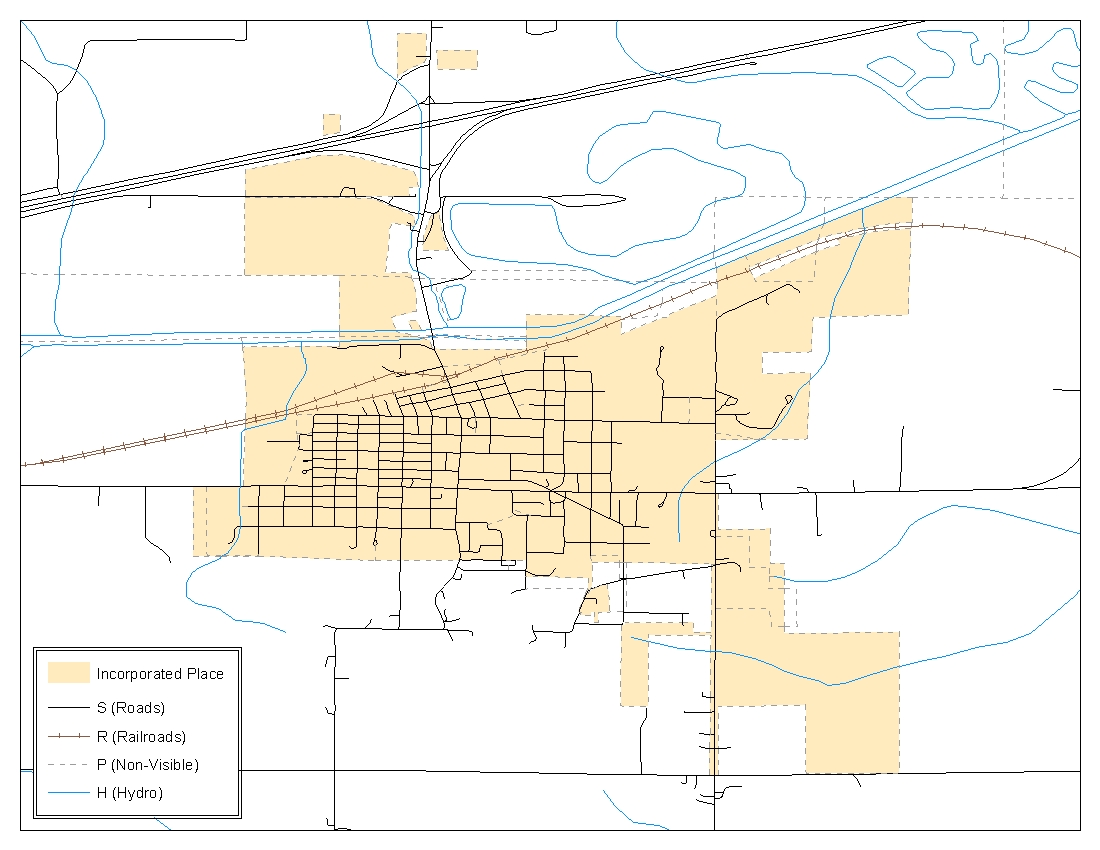 Incorporated Place
S (Roads)
R (Railroads)
P (Non-Visible)
H (Hydro)